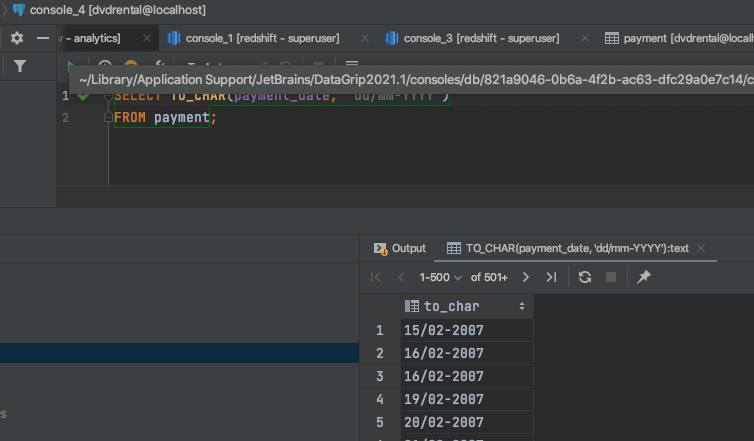 console_4 [dvdrental@localhost]
v - analytics] console_1 [redshift - superuser] console_3 [redshift - superuser] payment [dvdrental@local
~/Library/Application Support/JetBrains/DataGrip2021.1/consoles/db/821a9046-0b6a-4f2b-ac63-dfc29a0e7c14/c
1 SELECT TO_CHAR(payment_date, 'dd/mm-YYYY')
2 FROM payment;
Output TO_CHAR(payment_date, 'dd/mm-YYYY'):text
1-500 of 501+
to_char
1 15/02-2007
2 16/02-2007
3 16/02-2007
4 19/02-2007
s
5 20/02-2007